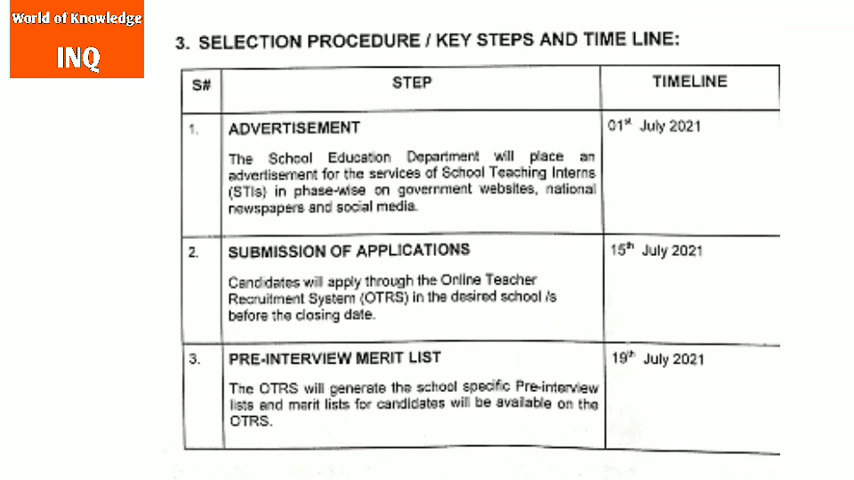 World of Knowledge
INQ
3. SELECTION PROCEDURE / KEY STEPS AND TIME LINE:
S# STEP TIMELINE
1. ADVERTISEMENT 01st July 2021
The School Education Department will place an
advertisement for the services of School Teaching Interns
(STIs) in phase-wise on government websites, national
newspapers and social media.
2. SUBMISSION OF APPLICATIONS 15th July 2021
Candidates will apply through the Online Teacher
Recruitment System (OTRS) in the desired school /s
before the closing date.
3. PRE-INTERVIEW MERIT LIST 19th July 2021
The OTRS will generate the school specific Pre-interview
lists and merit lists for candidates will be available on the
OTRS.